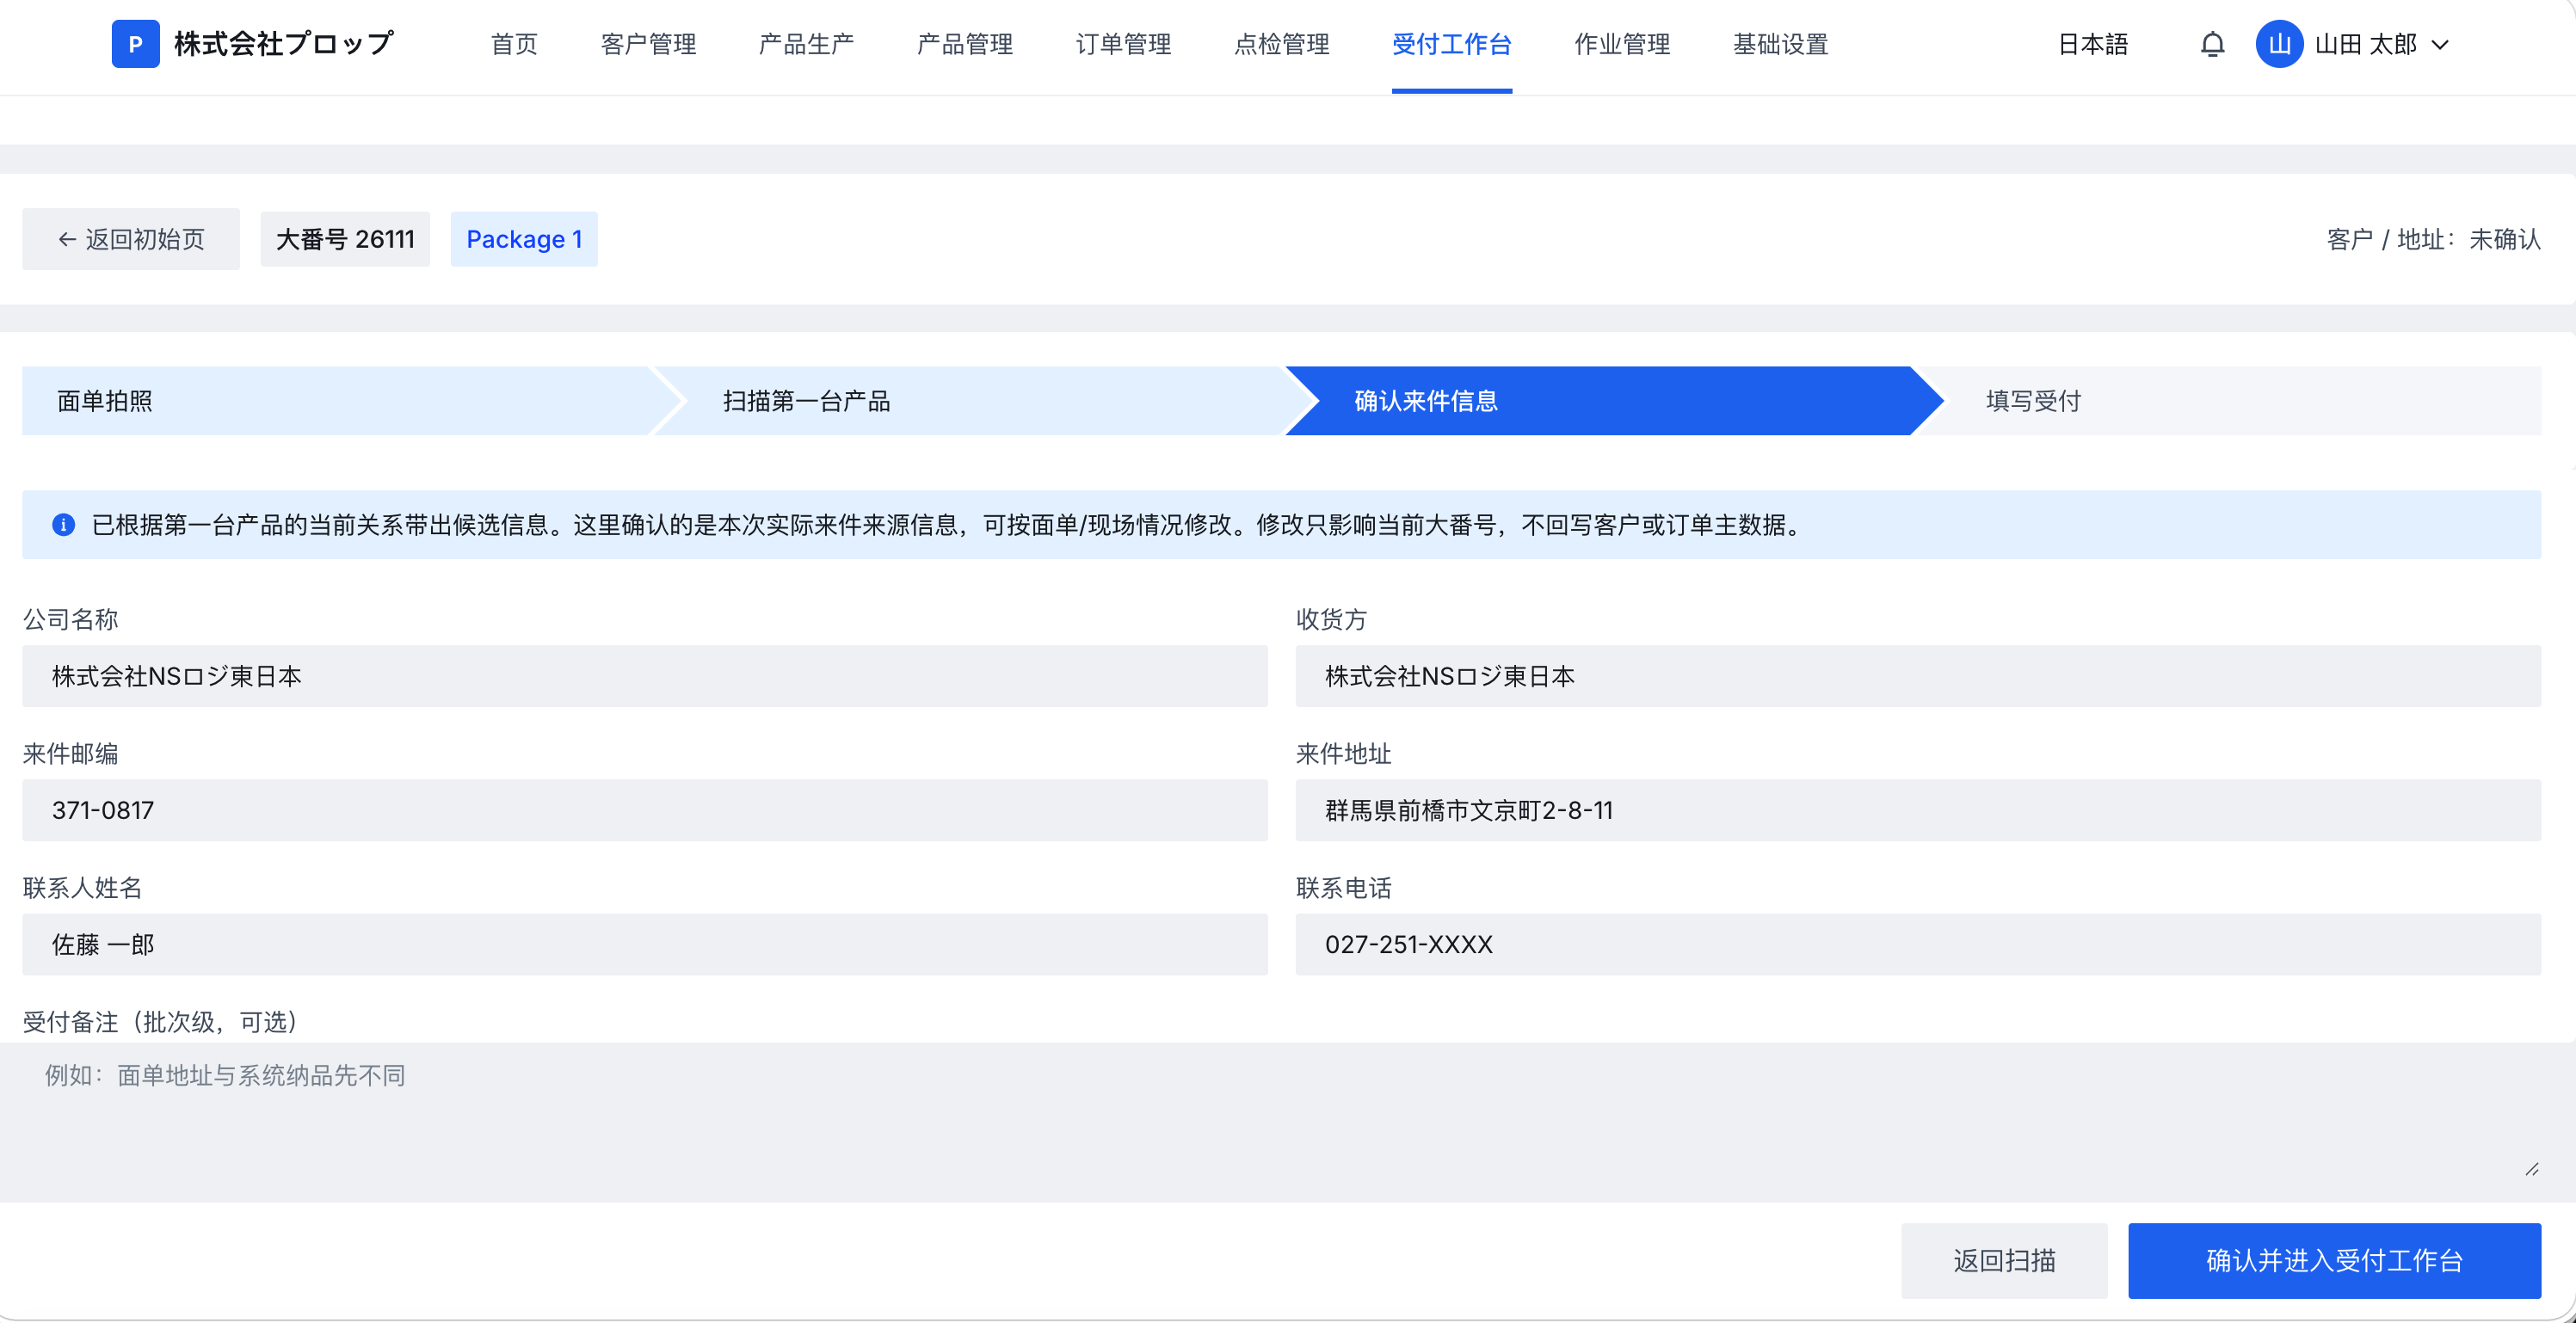 P 株式会社プロップ 首页 客户管理 产品生产 产品管理 订单管理 点检管理 受付工作台 作业管理 基础设置 日本語 山 山田 太郎
← 返回初始页 大番号 26111 Package 1 客户 / 地址：未确认
面单拍照 扫描第一台产品 确认来件信息 填写受付
已根据第一台产品的当前关系带出候选信息。这里确认的是本次实际来件来源信息，可按面单/现场情况修改。修改只影响当前大番号，不回写客户或订单主数据。
公司名称 收货方
株式会社NSロジ東日本 株式会社NSロジ東日本
来件邮编 来件地址
371-0817 群馬県前橋市文京町2-8-11
联系人姓名 联系电话
佐藤 一郎 027-251-XXXX
受付备注（批次级，可选）
例如：面单地址与系统纳品先不同
返回扫描 确认并进入受付工作台